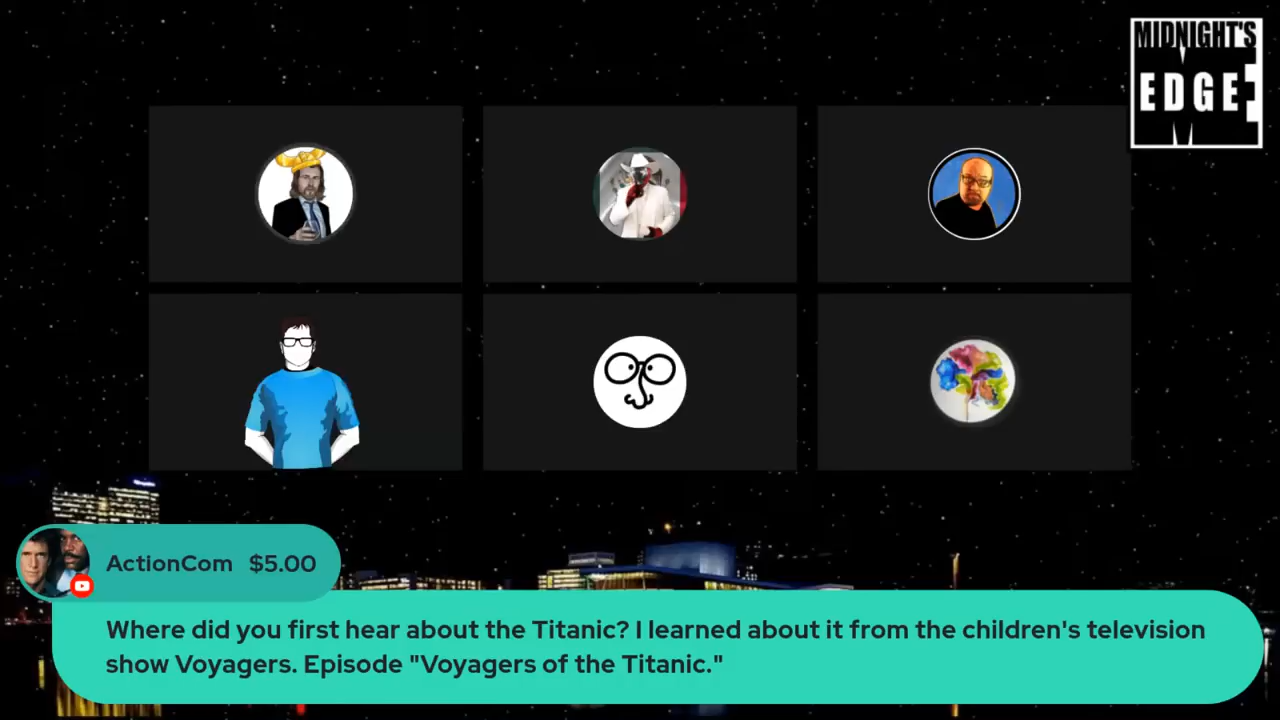 MIDNIGHT'S
EDGE
ActionCom $5.00
Where did you first hear about the Titanic? I learned about it from the children's television
show Voyagers. Episode "Voyagers of the Titanic."